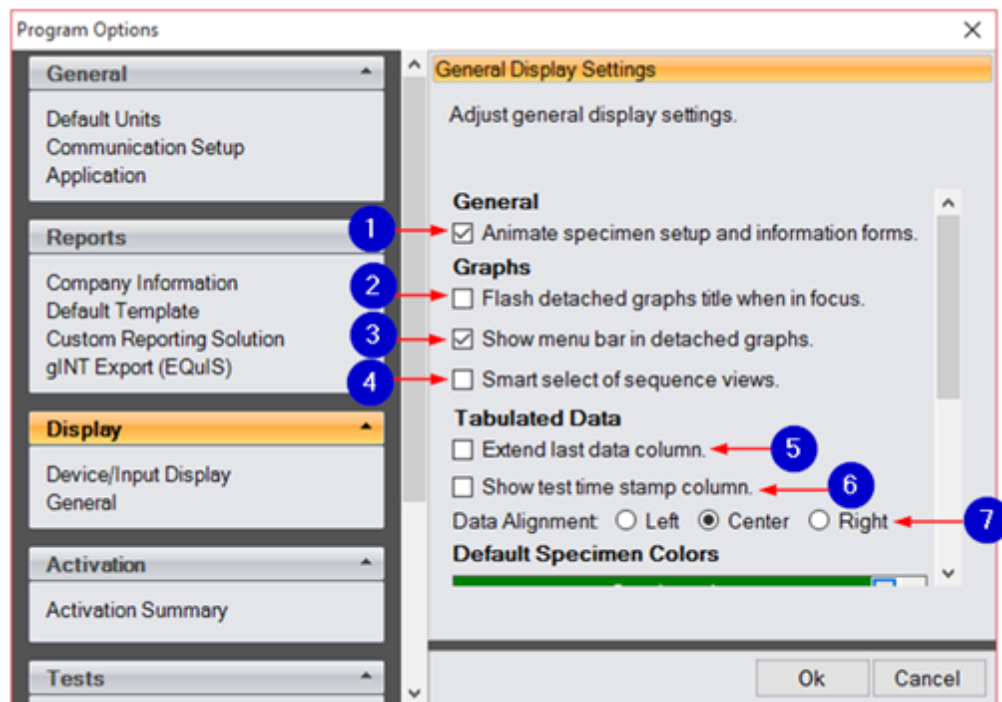 Program Options
General
Default Units
Communication Setup
Application
Reports
Company Information
Default Template
Custom Reporting Solution
gINT Export (EQuIS)
Display
Device/Input Display
General
Activation
Activation Summary
Tests
General Display Settings
Adjust general display settings.
General
1 Animate specimen setup and information forms.
Graphs
2 Flash detached graphs title when in focus.
3 Show menu bar in detached graphs.
4 Smart select of sequence views.
Tabulated Data
Extend last data column. 5
Show test time stamp column. 6
Data Alignment: Left Center Right 7
Default Specimen Colors
Ok Cancel